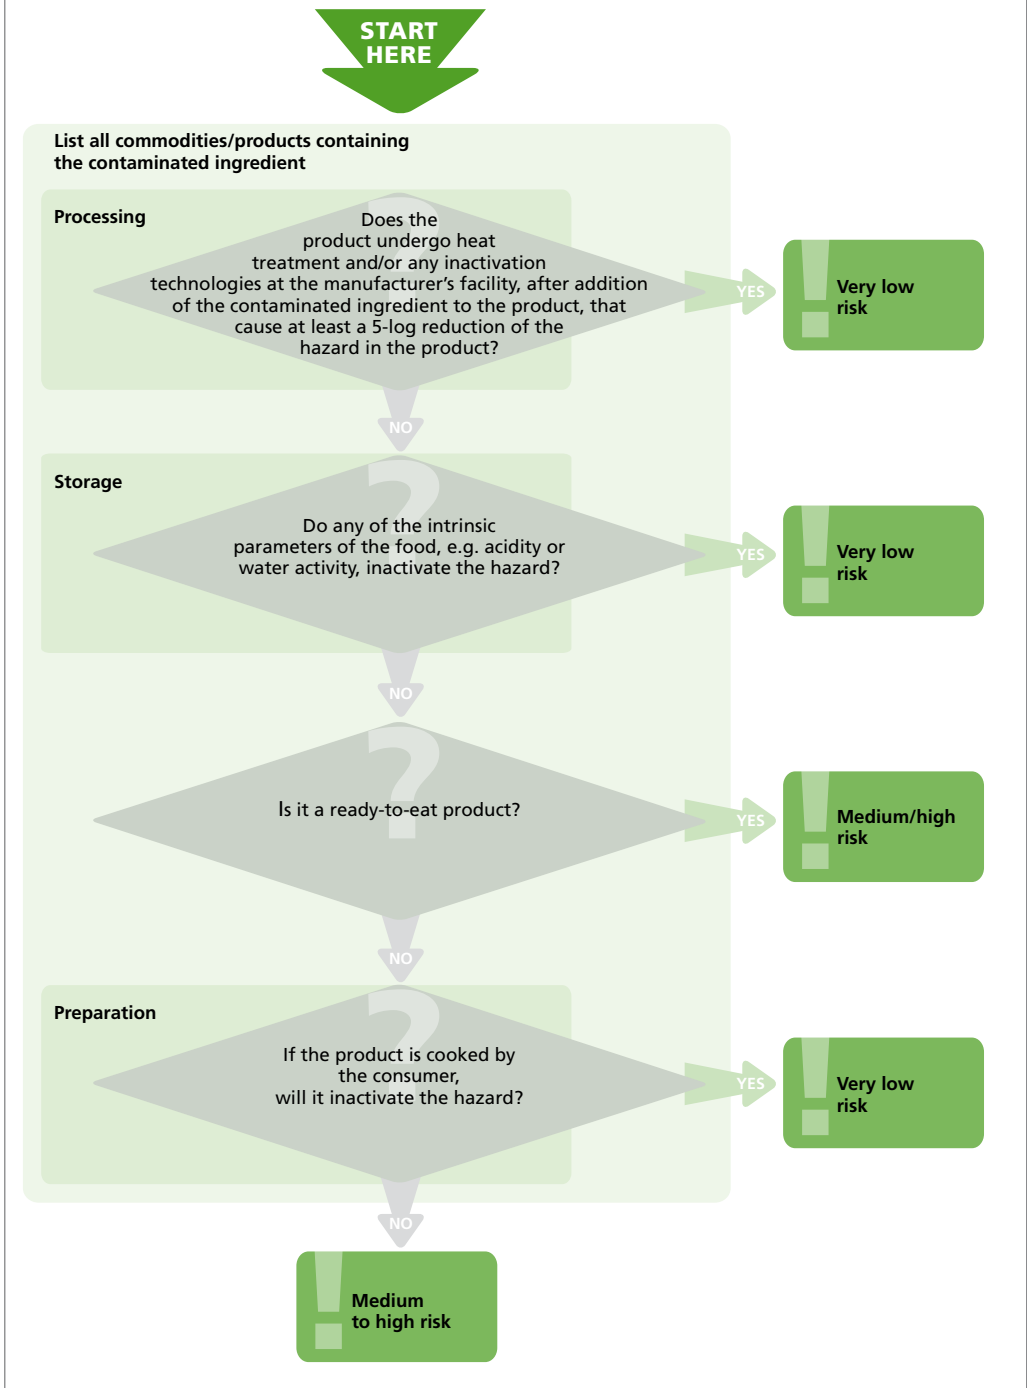 START
HERE
List all commodities/products containing
the contaminated ingredient
Processing
Does the
product undergo heat
treatment and/or any inactivation
technologies at the manufacturer's facility, after addition
of the contaminated ingredient to the product, that
cause at least a 5-log reduction of the
hazard in the product?
YES
Very low
risk
NO
Storage
Do any of the intrinsic
parameters of the food, e.g. acidity or
water activity, inactivate the hazard?
YES
Very low
risk
NO
Is it a ready-to-eat product?
YES
Medium/high
risk
NO
Preparation
If the product is cooked by
the consumer,
will it inactivate the hazard?
YES
Very low
risk
NO
Medium
to high risk